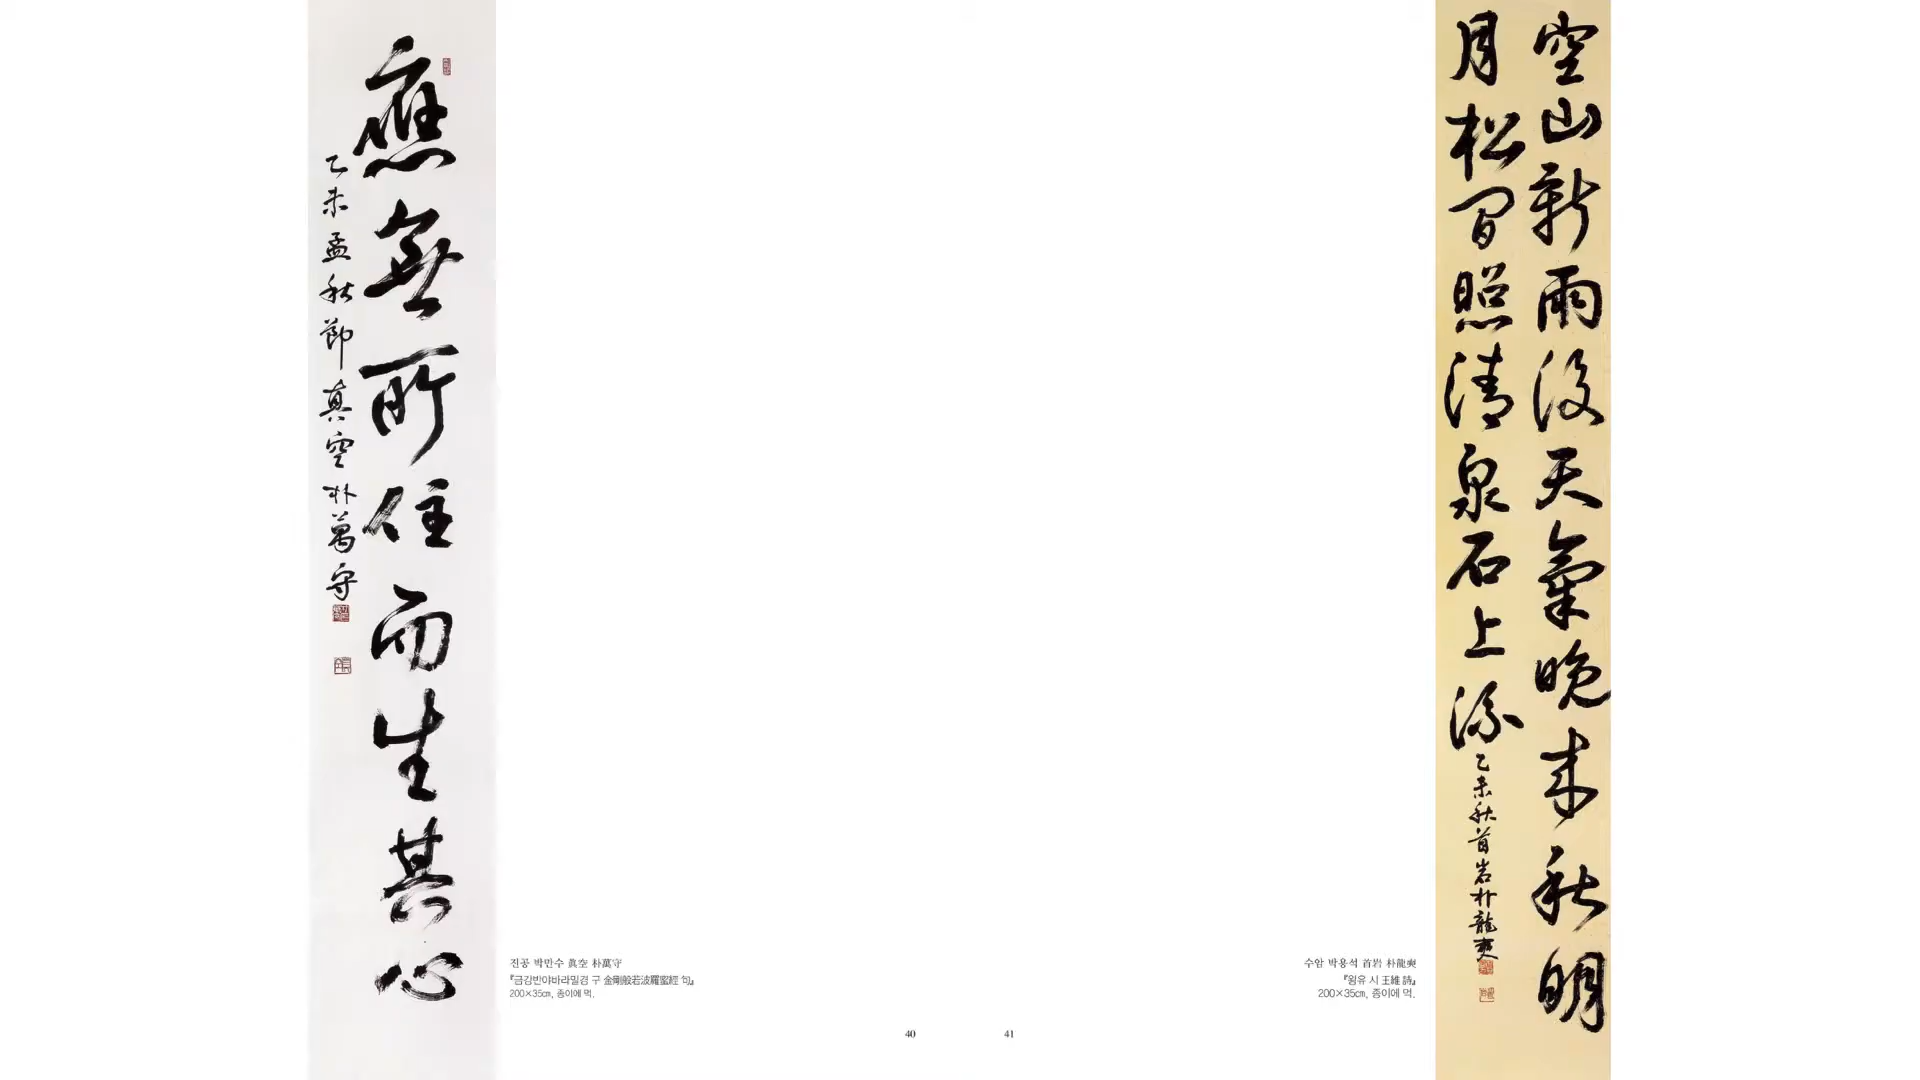 應無所住而生其心
乙未孟秋節真空朴萬守
진공 박만수 眞空 朴萬守
『금강반야바라밀경 구 金剛般若波羅蜜經 句』
200×35㎝, 종이에 먹.
40
空山新雨後天氣晩來秋明
月松間照清泉石上流
乙未秋首岩朴龍奭
수암 박용석 首岩 朴龍奭
『왕유 시 王維 詩』
200×35㎝, 종이에 먹.
41